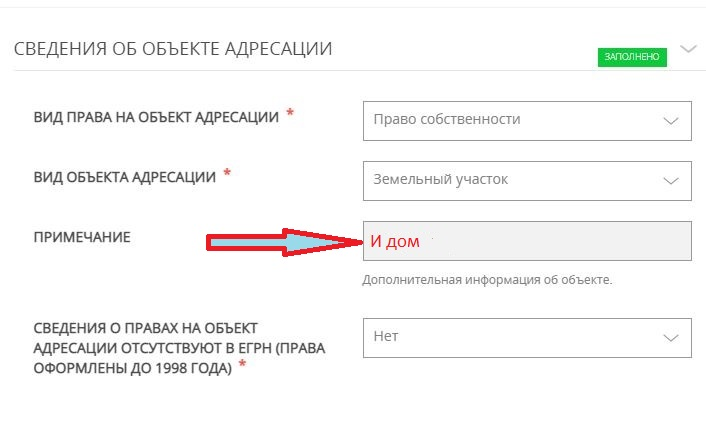 СВЕДЕНИЯ ОБ ОБЪЕКТЕ АДРЕСАЦИИ
ЗАПОЛНЕНО
ВИД ПРАВА НА ОБЪЕКТ АДРЕСАЦИИ *
Право собственности
ВИД ОБЪЕКТА АДРЕСАЦИИ *
Земельный участок
ПРИМЕЧАНИЕ
И дом
Дополнительная информация об объекте.
СВЕДЕНИЯ О ПРАВАХ НА ОБЪЕКТ
АДРЕСАЦИИ ОТСУТСТВУЮТ В ЕГРН (ПРАВА
ОФОРМЛЕНЫ ДО 1998 ГОДА) *
Нет